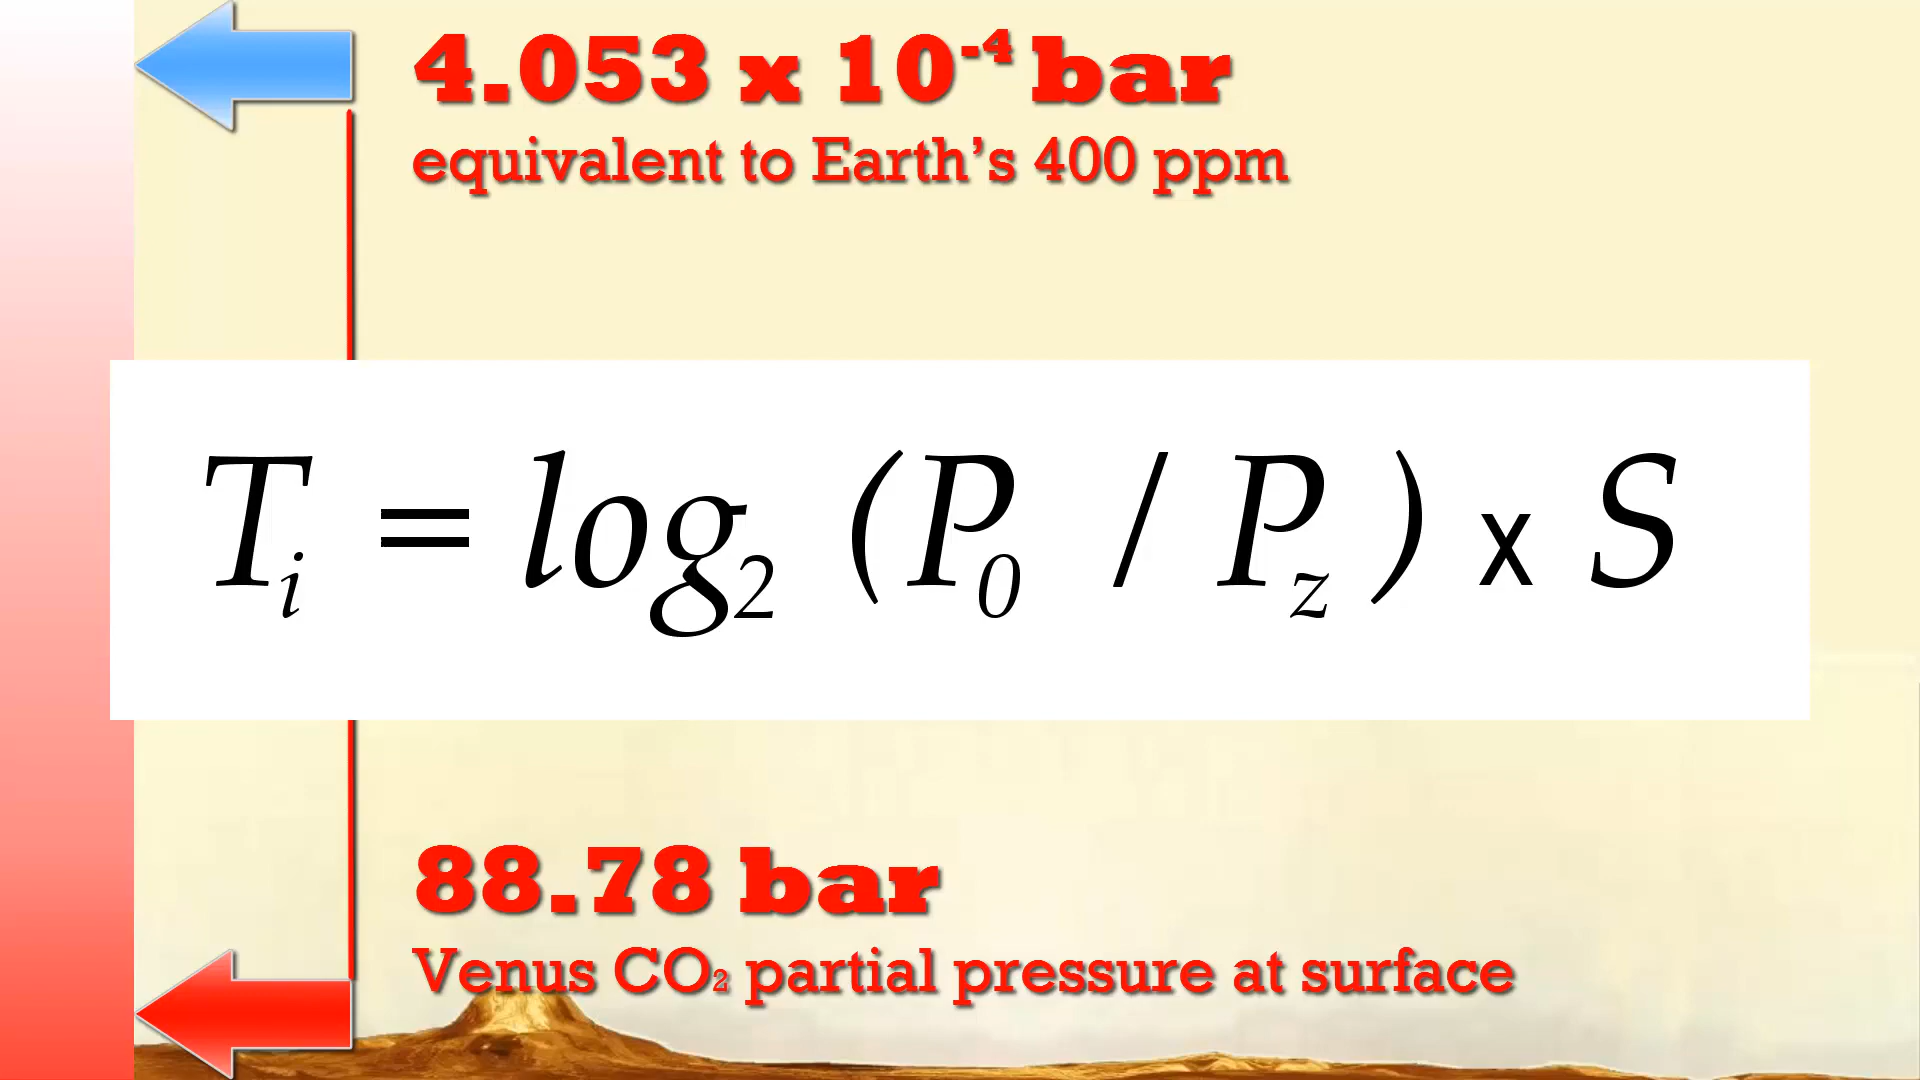 4.053 x 10⁻⁴ bar
equivalent to Earth’s 400 ppm
Tᵢ = log₂ (P₀ / P_z) x S
88.78 bar
Venus CO₂ partial pressure at surface